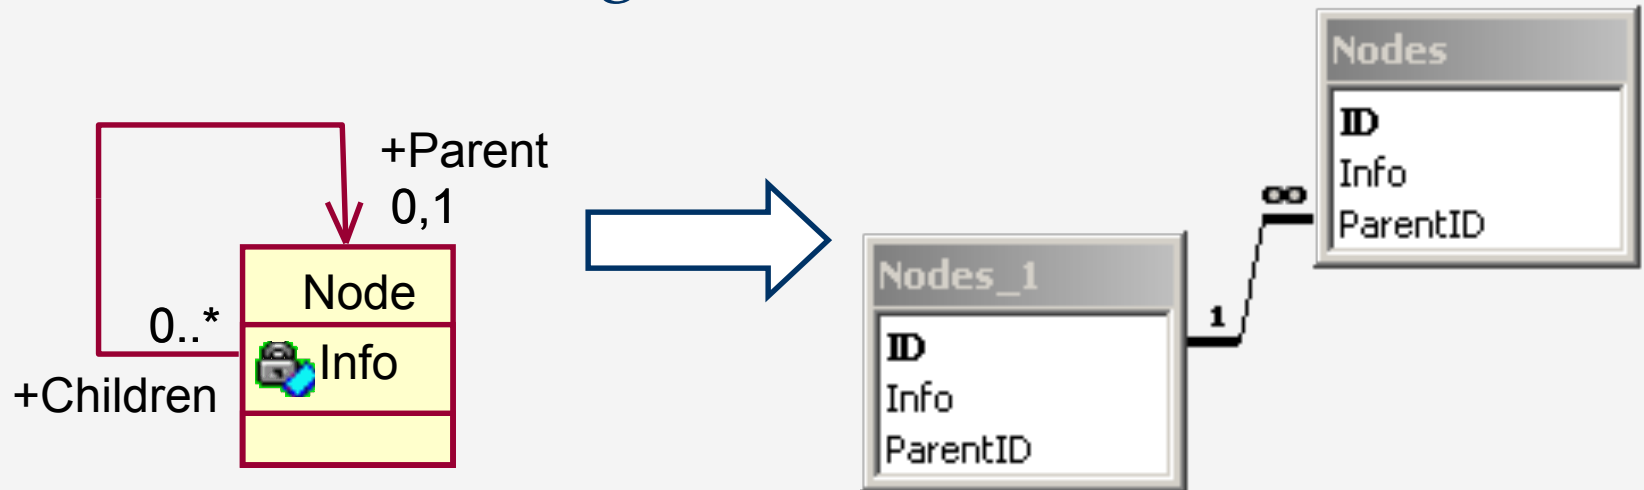 +Parent
0,1
Node
0..*
Info
+Children
Nodes_1
ID
Info
ParentID
1
∞
Nodes
ID
Info
ParentID